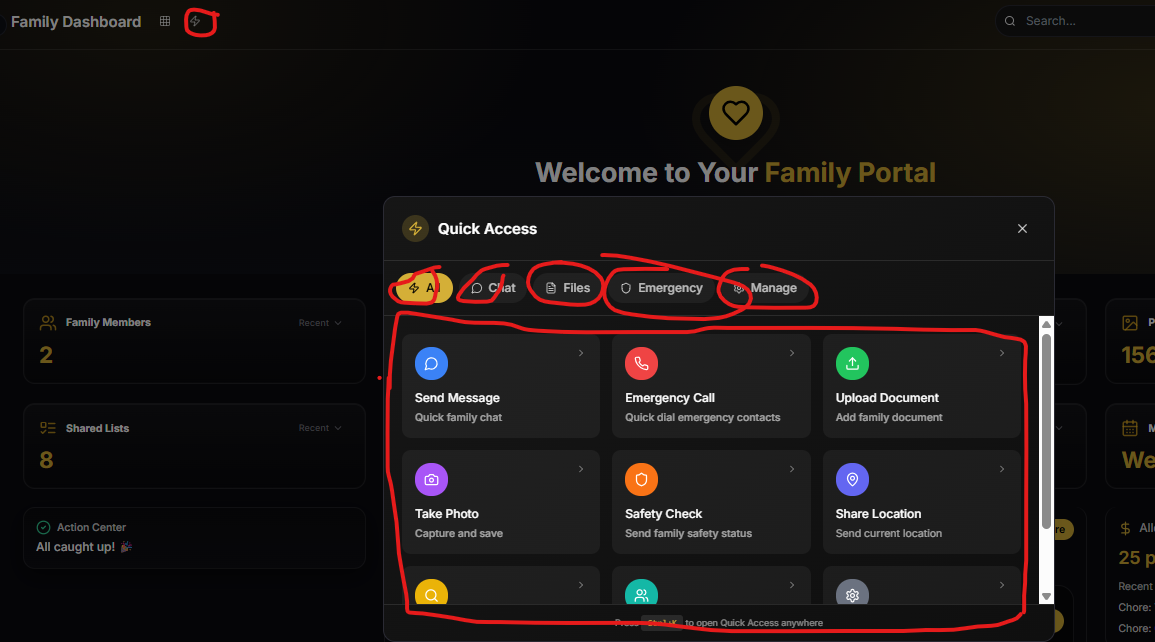 Family Dashboard
Search...
Welcome to Your Family Portal
Quick Access
All Chat Files Emergency Manage
Family Members Recent
2
Shared Lists Recent
8
Action Center
All caught up!
Send Message
Quick family chat
Emergency Call
Quick dial emergency contacts
Upload Document
Add family document
Take Photo
Capture and save
Safety Check
Send family safety status
Share Location
Send current location
Press Ctrl+K to open Quick Access anywhere
P
156
M
We
re
$ All
25 p
Recent
Chore:
Chore: